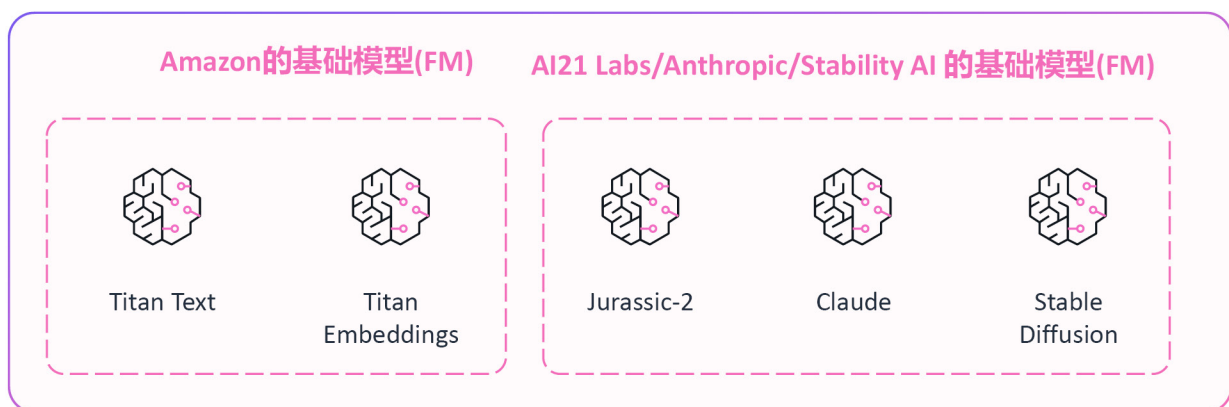 Amazon的基础模型(FM)
AI21 Labs/Anthropic/Stability AI 的基础模型(FM)
Titan Text
Titan
Embeddings
Jurassic-2
Claude
Stable
Diffusion